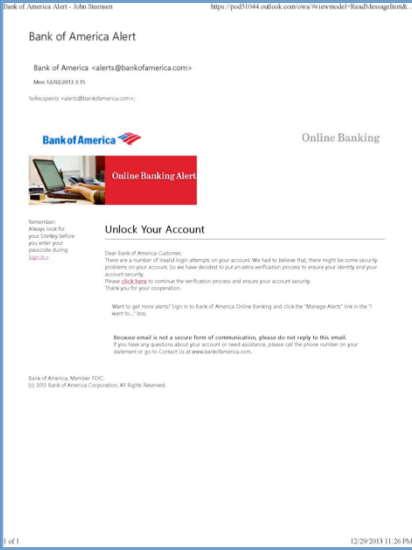 Bank of America Alert - John Steensen https://pod51044.outlook.com/owa/#viewmodel=ReadMessageItem&...
Bank of America Alert
Bank of America <alerts@bankofamerica.com>
Mon 12/02/2013 3:15
<alerts@bankofamerica.com>;
Bank of America Online Banking
Online Banking Alert
Remember:
Always look for
your SiteKey before
you enter your
passcode during
Sign in »
Unlock Your Account
Dear Bank of America Customer,
There are a number of invalid login attempts on your account. We had to believe that, there might be some security
problems on your account. So we have decided to put an extra verification process to ensure your identity and your
account security.
Please click here to continue the verification process and ensure your account security.
Thank you for your cooperation.
Want to get more alerts? Sign in to Bank of America Online Banking and click the "Manage Alerts" link in the "I
want to..." box.
Because email is not a secure form of communication, please do not reply to this email.
If you have any questions about your account or need assistance, please call the phone number on your
statement or go to Contact Us at www.bankofamerica.com.
Bank of America, Member FDIC.
(c) 2013 Bank of America Corporation. All Rights Reserved.
1 of 1 12/29/2013 11:26 PM